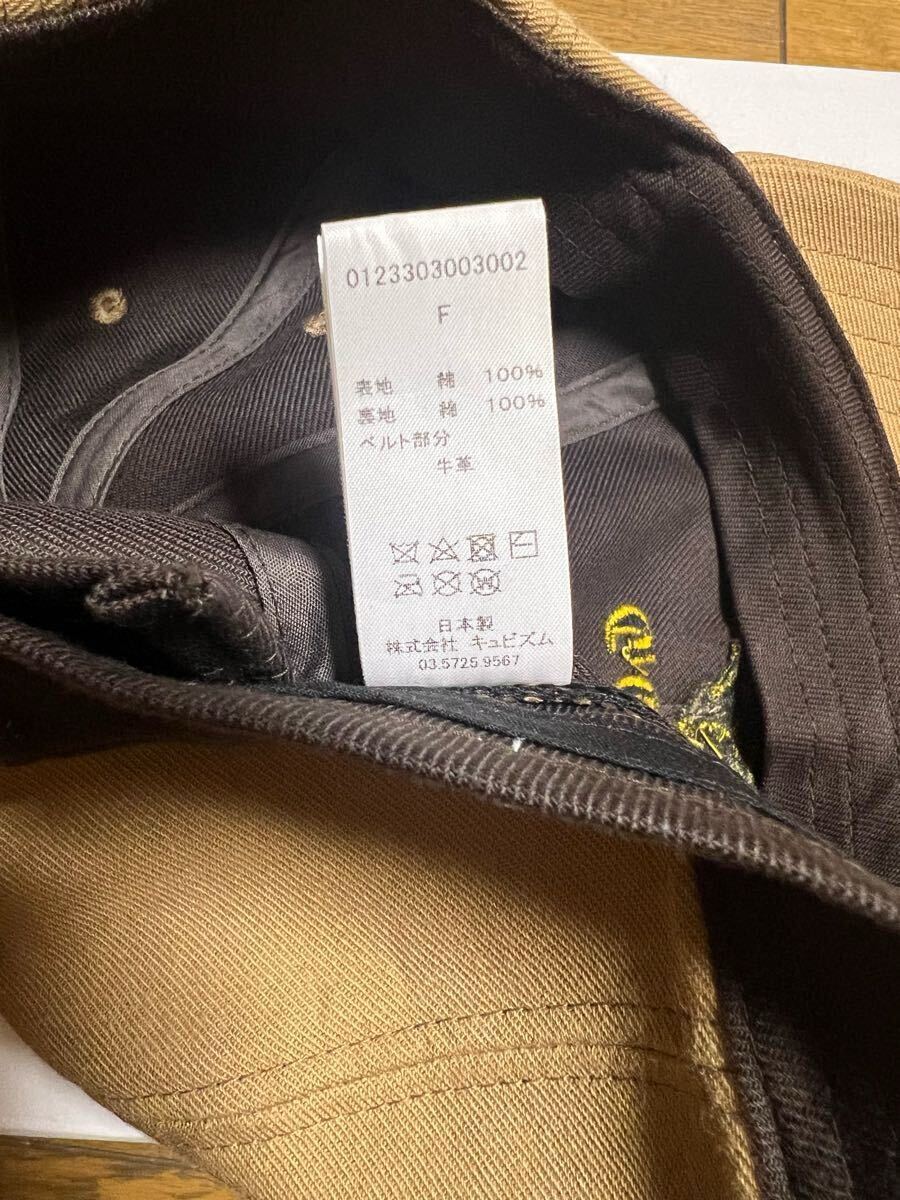 0123303003002
F
表地 綿 100%
裏地 綿 100%
ベルト部分
牛革
日本製
株式会社 キュビズム
03.5725.9567